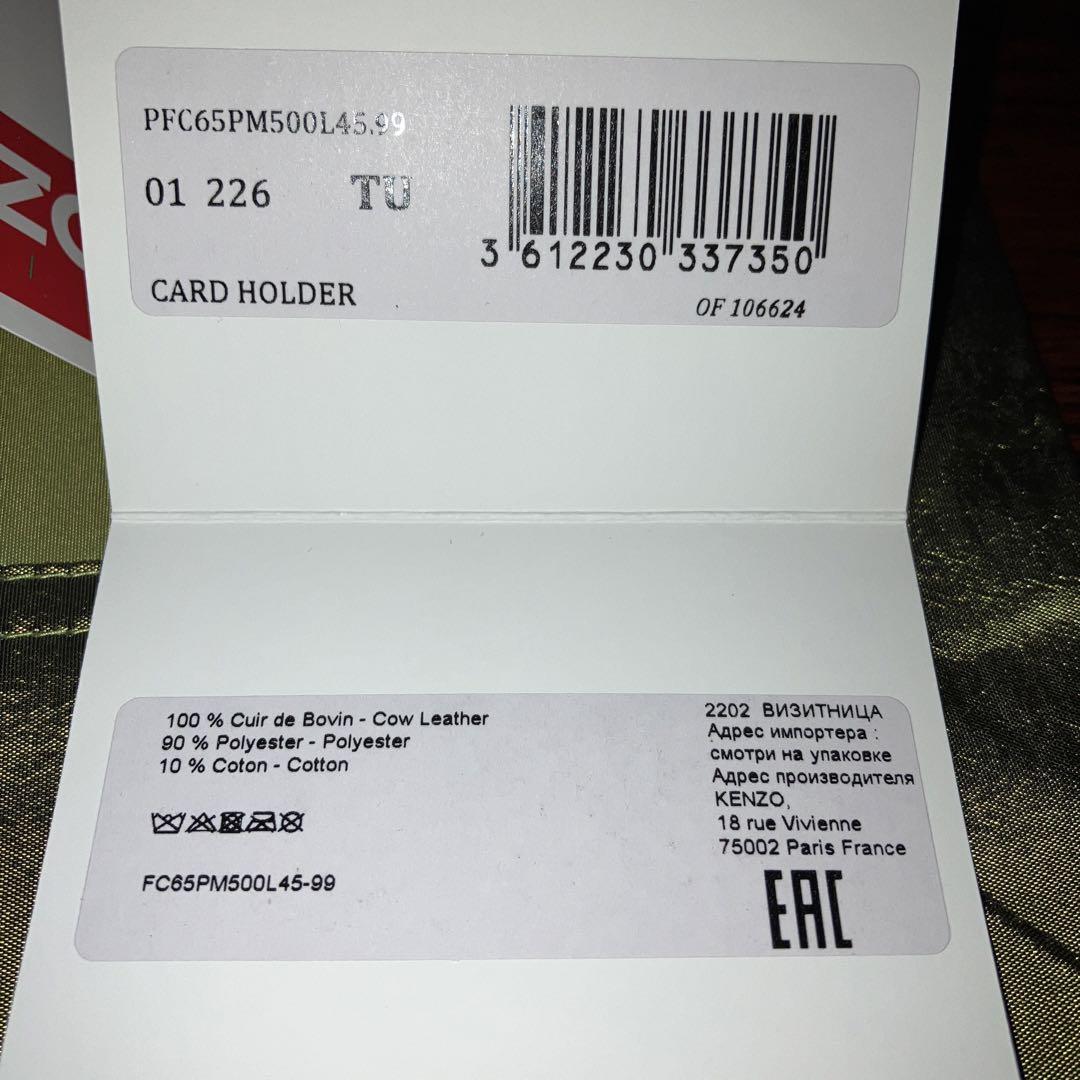 PFC65PM500L45.99
01 226 TU
3 612230 337350
CARD HOLDER
OF 106624
100 % Cuir de Bovin - Cow Leather
90 % Polyester - Polyester
10 % Coton - Cotton
FC65PM500L45-99
2202 ВИЗИТНИЦА
Адрес импортера :
смотри на упаковке
Адрес производителя
KENZO,
18 rue Vivienne
75002 Paris France
EAC